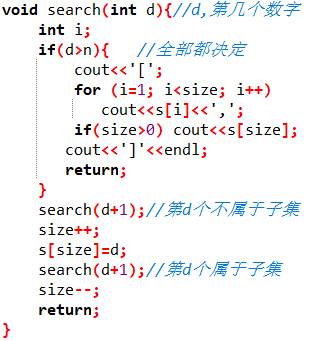 void search(int d){//d,第几个数字
int i;
if(d>n){ //全部都决定
cout<<'[';
for (i=1; i<size; i++)
cout<<s[i]<<',';
if(size>0) cout<<s[size];
cout<<']'<<endl;
return;
}
search(d+1);//第d个不属于子集
size++;
s[size]=d;
search(d+1);//第d个属于子集
size--;
return;
}